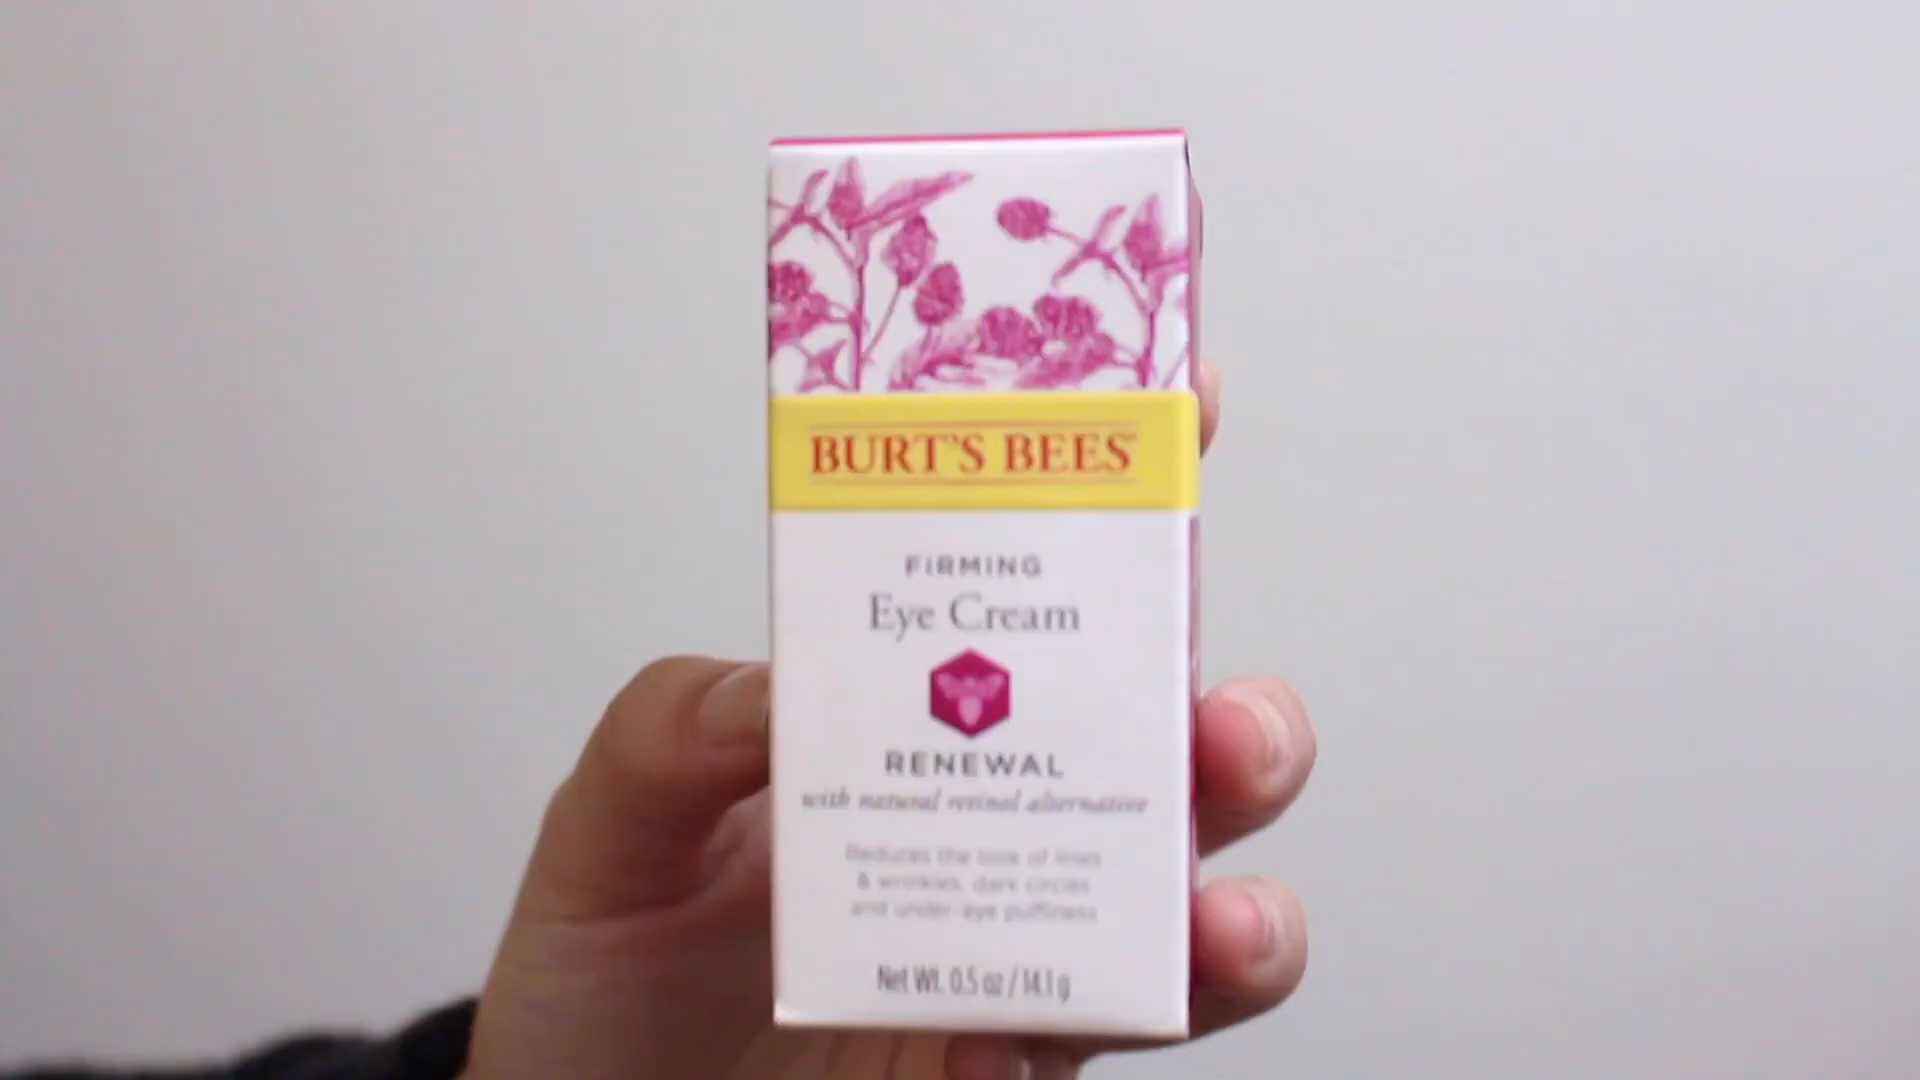 BURT'S BEES
FIRMING
Eye Cream
RENEWAL
with natural retinol alternative
Reduces the look of lines
& wrinkles, dark circles
and under-eye puffiness
Net Wt. 0.5 oz / 14.1 g